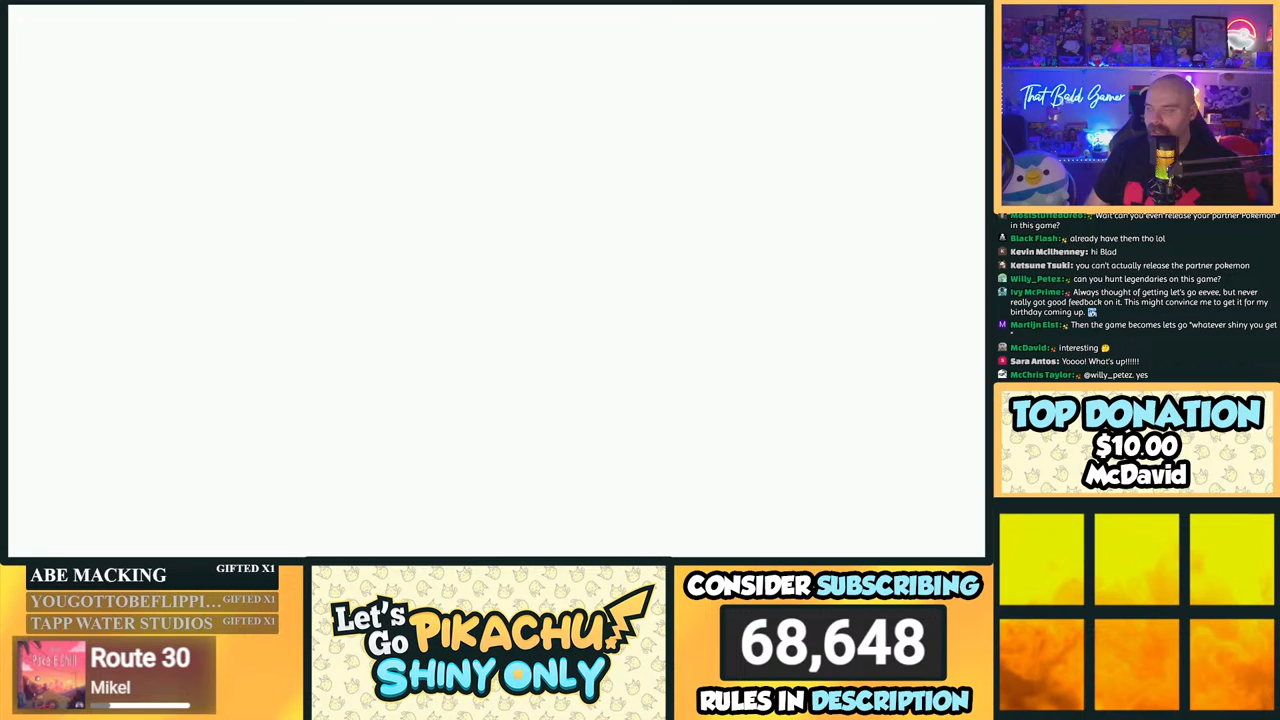 That Bald Gamer
MostStuffedOreo: Wait can you even release your partner Pokemon
in this game?
Black Flash: already have them tho lol
Kevin McIlhenney: hi Blad
Ketsune Tsuki: you can't actually release the partner pokemon
Willy_Petez: can you hunt legendaries on this game?
Ivy McPrime: Always thought of getting let's go eevee, but never
really got good feedback on it. This might convince me to get it for my
birthday coming up.
Martijn Elst: Then the game becomes lets go "whatever shiny you get
"
McDavid: interesting 🤔
Sara Antos: Yoooo! What's up!!!!!!
McChris Taylor: @willy_petez. yes
TOP DONATION
$10.00
McDavid
ABE MACKING GIFTED X1
YOUGOTTOBEFLIPPI... GIFTED X1
TAPP WATER STUDIOS GIFTED X1
Poké & Chill
Route 30
Mikel
Let's
Go PIKACHU
SHINY ONLY
CONSIDER SUBSCRIBING
68,648
RULES IN DESCRIPTION